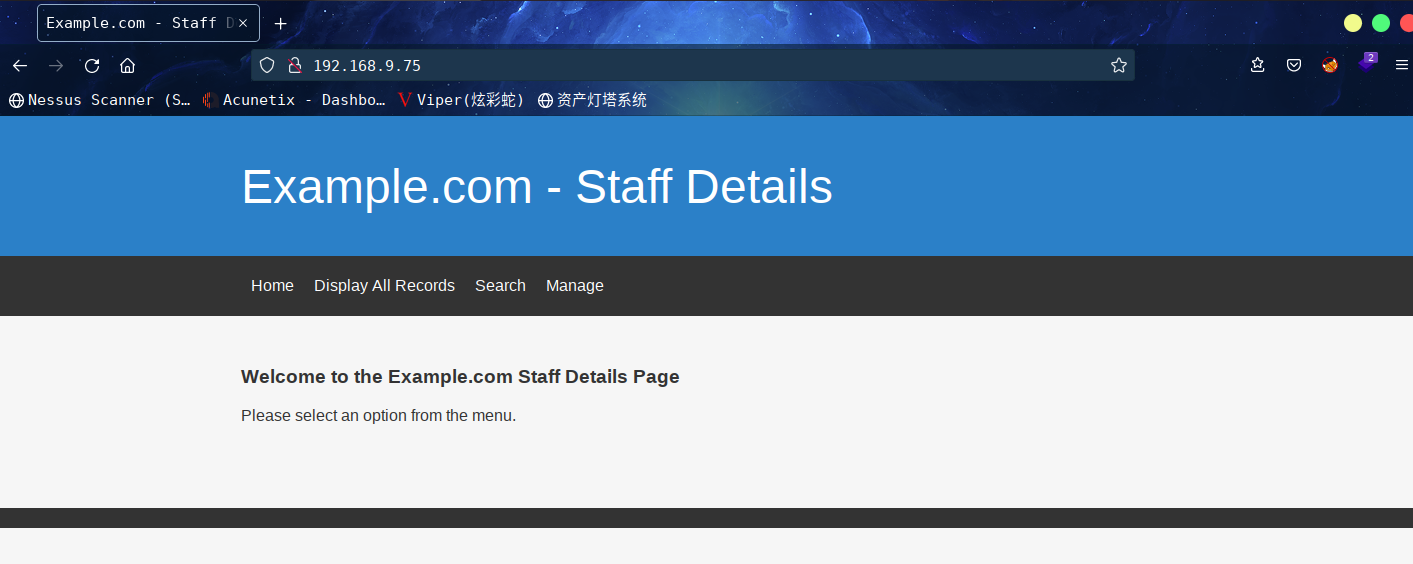 Example.com - Staff D
192.168.9.75
2
Nessus Scanner (S… Acunetix - Dashbo… Viper(炫彩蛇) 资产灯塔系统
Example.com - Staff Details
Home Display All Records Search Manage
Welcome to the Example.com Staff Details Page
Please select an option from the menu.